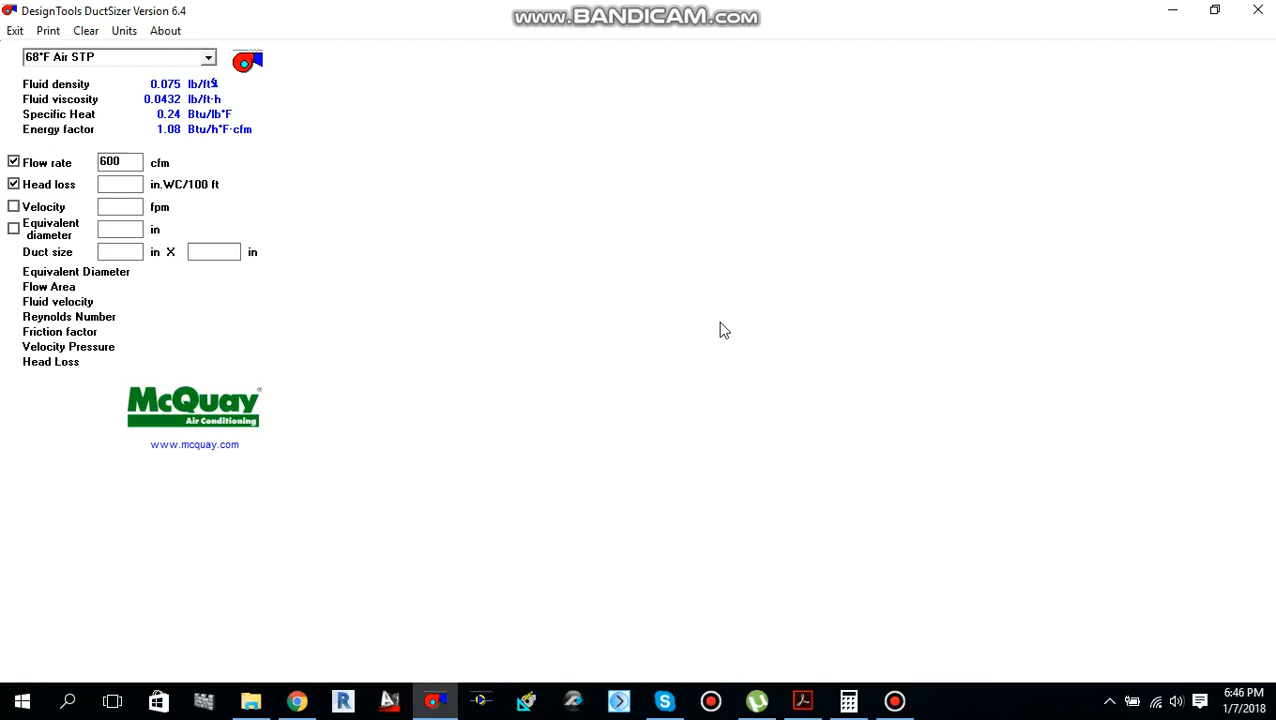 DesignTools DuctSizer Version 6.4
www.BANDICAM.com
Exit Print Clear Units About
68°F Air STP
Fluid density 0.075 lb/ft
Fluid viscosity 0.0432 lb/ft·h
Specific Heat 0.24 Btu/lb°F
Energy factor 1.08 Btu/h°F·cfm
Flow rate 600 cfm
Head loss in.WC/100 ft
Velocity fpm
Equivalent
diameter in
Duct size in X in
Equivalent Diameter
Flow Area
Fluid velocity
Reynolds Number
Friction factor
Velocity Pressure
Head Loss
McQuay®
Air Conditioning
www.mcquay.com
6:46 PM
1/7/2018